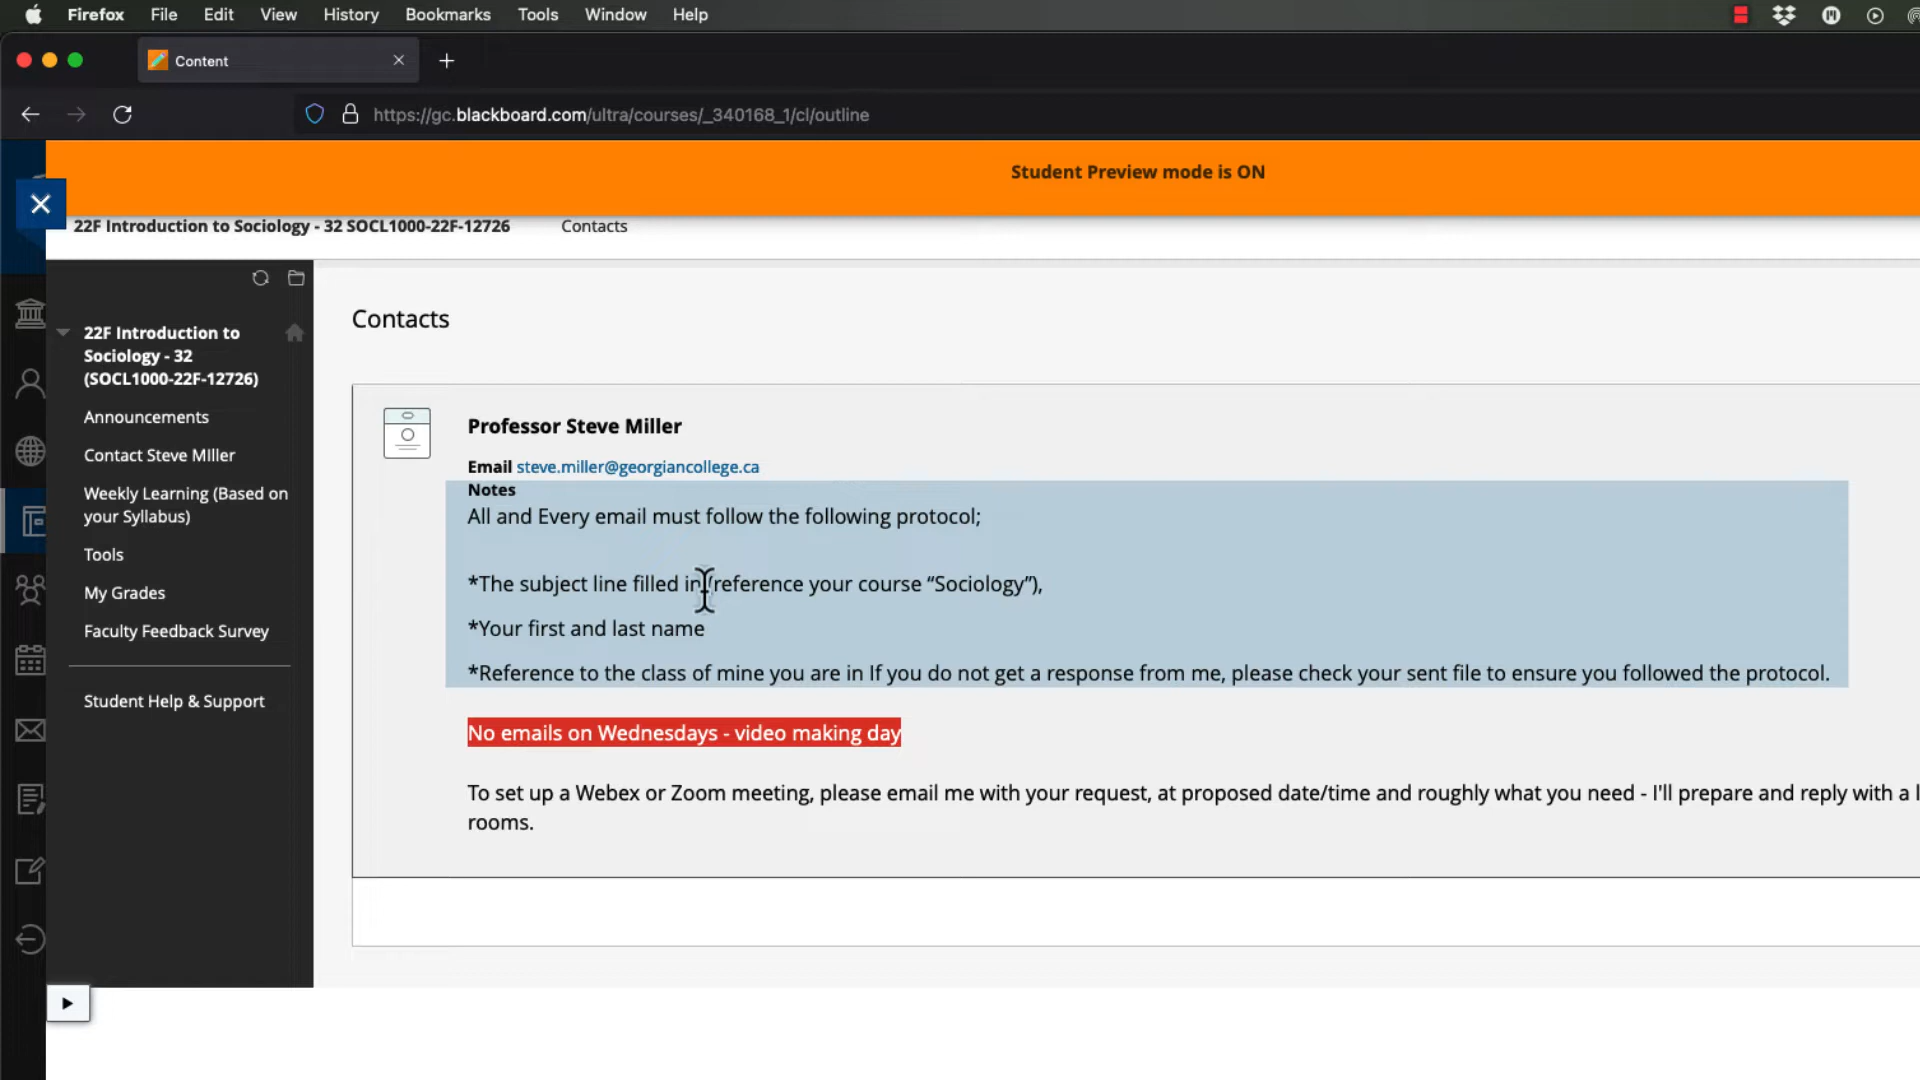 Firefox File Edit View History Bookmarks Tools Window Help
Content
https://gc.blackboard.com/ultra/courses/_340168_1/cl/outline
Student Preview mode is ON
22F Introduction to Sociology - 32 SOCL1000-22F-12726 Contacts
22F Introduction to
Sociology - 32
(SOCL1000-22F-12726)
Announcements
Contact Steve MIller
Weekly Learning (Based on
your Syllabus)
Tools
My Grades
Faculty Feedback Survey
Student Help & Support
Contacts
Professor Steve Miller
Email steve.miller@georgiancollege.ca
Notes
All and Every email must follow the following protocol;
*The subject line filled in (reference your course “Sociology”),
*Your first and last name
*Reference to the class of mine you are in If you do not get a response from me, please check your sent file to ensure you followed the protocol.
No emails on Wednesdays - video making day
To set up a Webex or Zoom meeting, please email me with your request, at proposed date/time and roughly what you need - I'll prepare and reply with a
rooms.